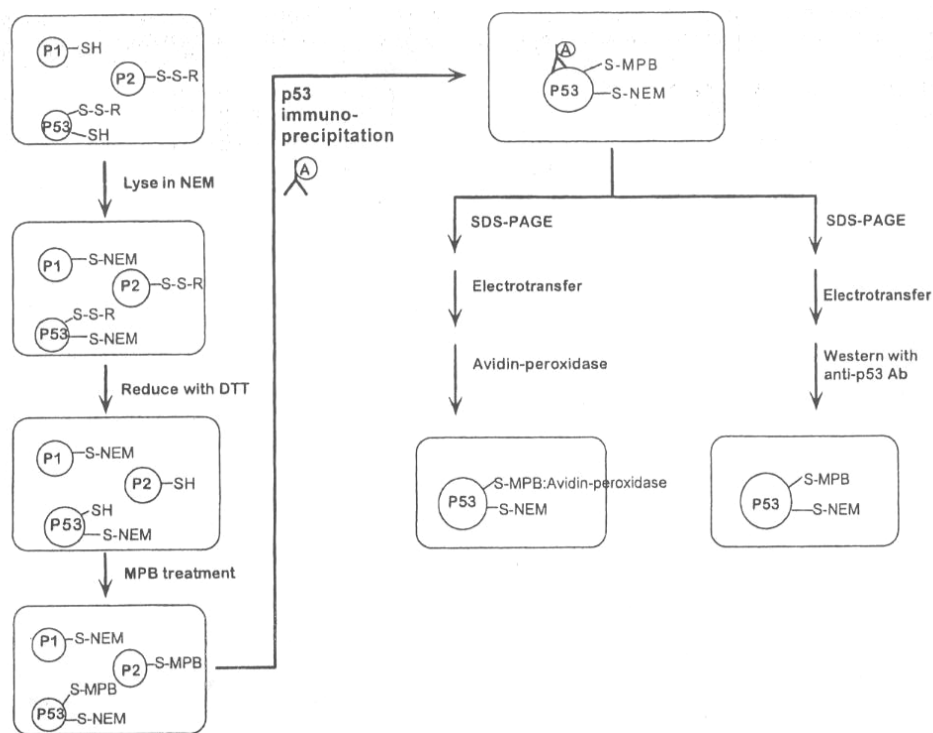 P1
-SH
P2
-S-S-R
S-S-R
P53
SH
Lyse in NEM
P1
-S-NEM
P2
-S-S-R
S-S-R
P53
S-NEM
Reduce with DTT
P1
-S-NEM
P2
-SH
SH
P53
-S-NEM
MPB treatment
P1
-S-NEM
P2
-S-MPB
S-MPB
P53
S-NEM
p53
immuno-
precipitation
A
A
S-MPB
P53
S-NEM
SDS-PAGE
Electrotransfer
Avidin-peroxidase
S-MPB:Avidin-peroxidase
P53
S-NEM
SDS-PAGE
Electrotransfer
Western with
anti-p53 Ab
S-MPB
P53
S-NEM